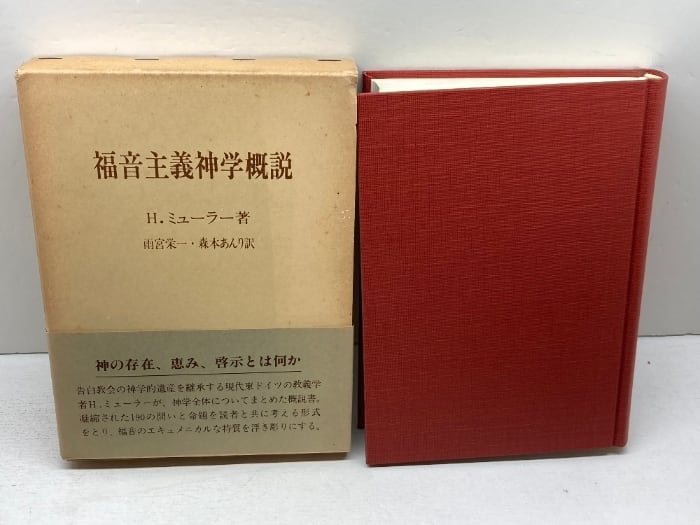 福音主義神学概説
H.ミューラー著
雨宮栄一・森本あんり訳
神の存在、恵み、啓示とは何か
告白教会の神学的遺産を継承する現代東ドイツの教義学
者H.ミューラーが、神学全体についてまとめた概説書。
凝縮された190の問いと命題を読者と共に考える形式
をとり、福音のエキュメニカルな特質を浮き彫りにする。